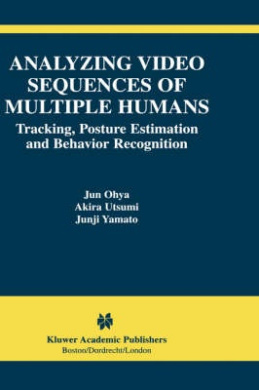 ANALYZING VIDEO
SEQUENCES OF
MULTIPLE HUMANS
Tracking, Posture Estimation
and Behavior Recognition
Jun Ohya
Akira Utsumi
Junji Yamato
Kluwer Academic Publishers
Boston/Dordrecht/London